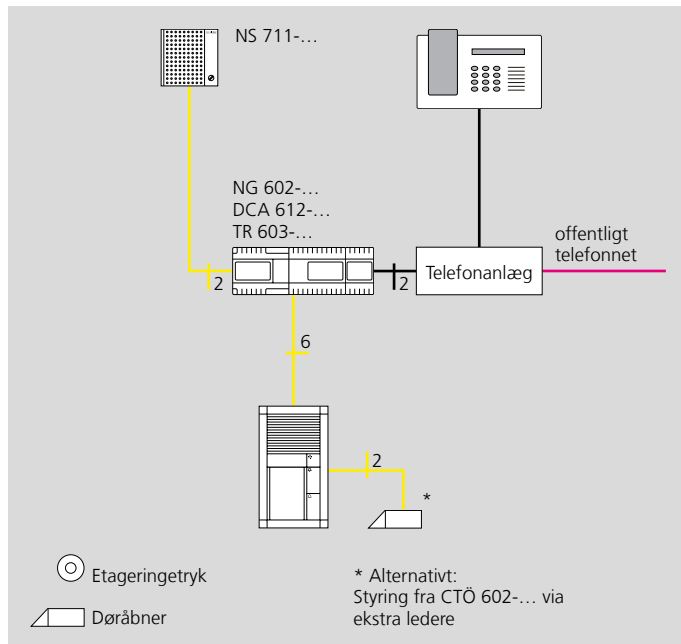 NS 711-…
NG 602-…
DCA 612-…
TR 603-…
offentligt
telefonnet
Telefonanlæg
2
2
6
2
*
Etageringetryk
Døråbner
* Alternativt:
Styring fra CTÖ 602-… via
ekstra ledere